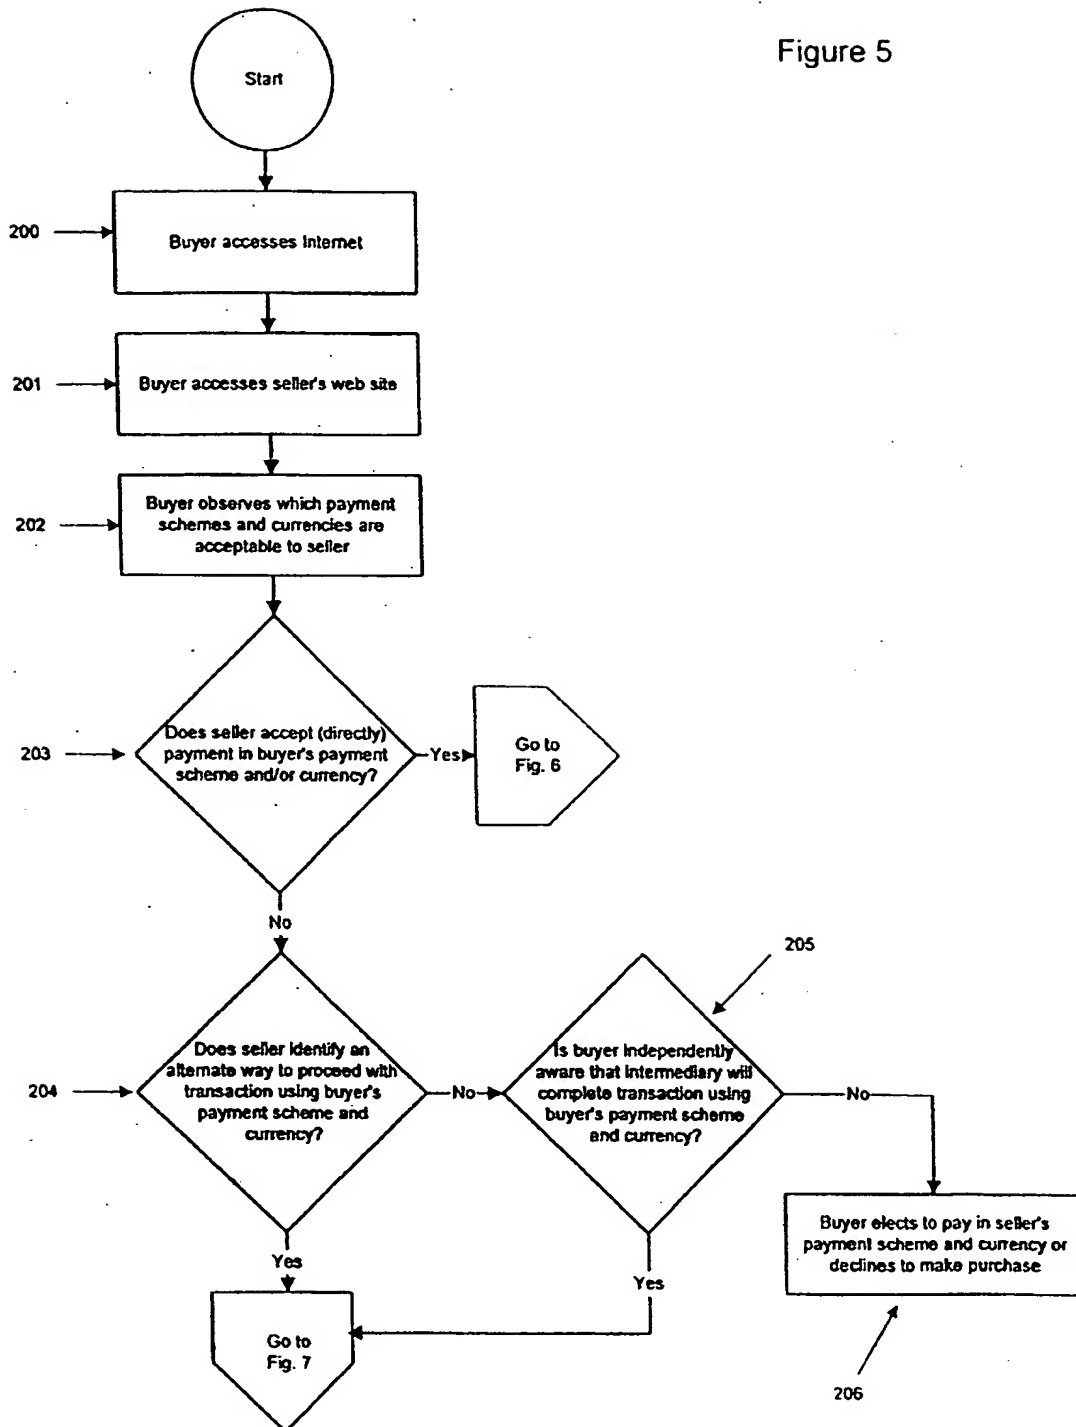 Figure 5
Start
200
Buyer accesses Internet
201
Buyer accesses seller's web site
202
Buyer observes which payment
schemes and currencies are
acceptable to seller
203
Does seller accept (directly)
payment in buyer's payment
scheme and/or currency?
Yes
Go to
Fig. 6
No
204
Does seller identify an
alternate way to proceed with
transaction using buyer's
payment scheme and
currency?
No
205
Is buyer independently
aware that intermediary will
complete transaction using
buyer's payment scheme
and currency?
No
Buyer elects to pay in seller's
payment scheme and currency or
declines to make purchase
206
Yes
Yes
Go to
Fig. 7